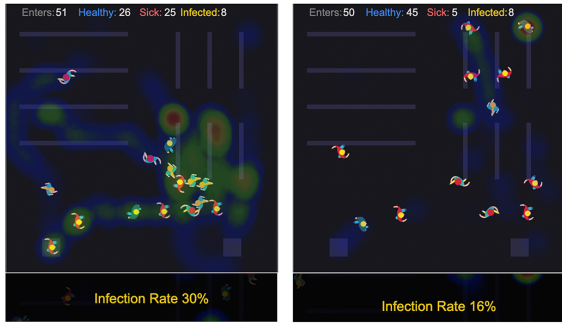 Enters: 51 Healthy: 26 Sick: 25 Infected: 8
Infection Rate 30%
Enters: 50 Healthy: 45 Sick: 5 Infected: 8
Infection Rate 16%